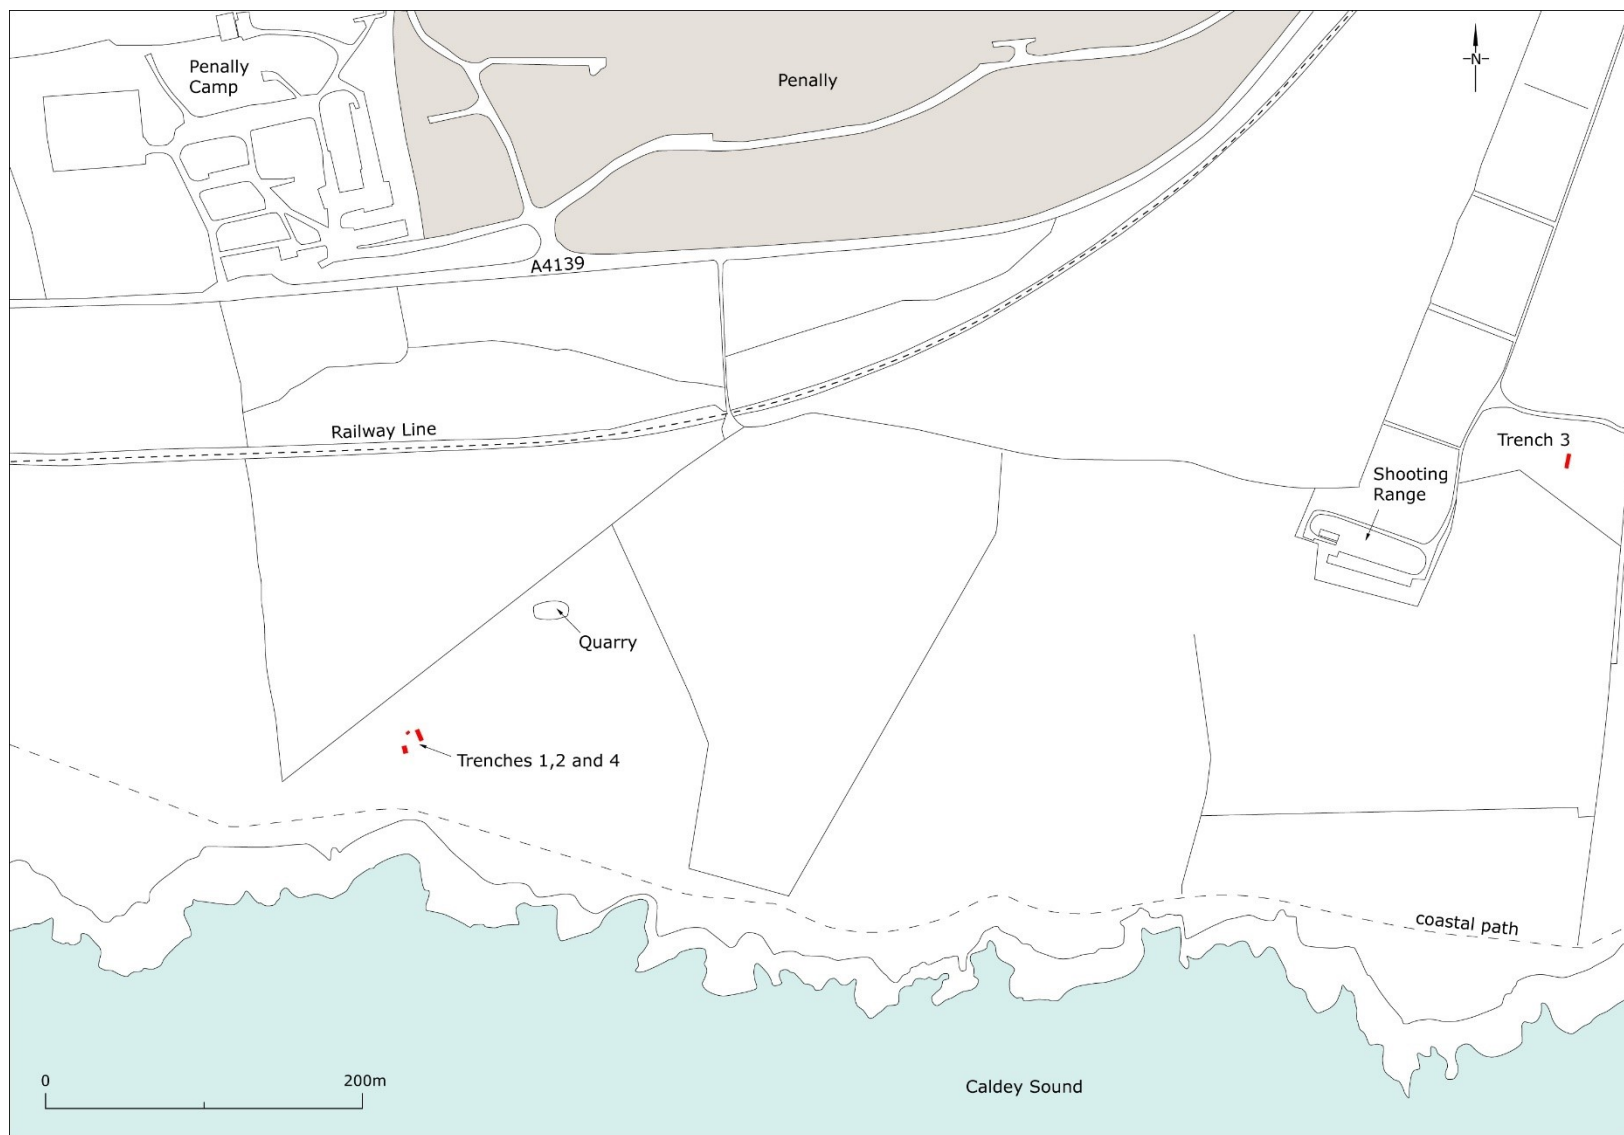 Penally
Camp
Penally
N
A4139
Railway Line
Trench 3
Shooting
Range
Quarry
Trenches 1,2 and 4
coastal path
0 200m
Caldey Sound